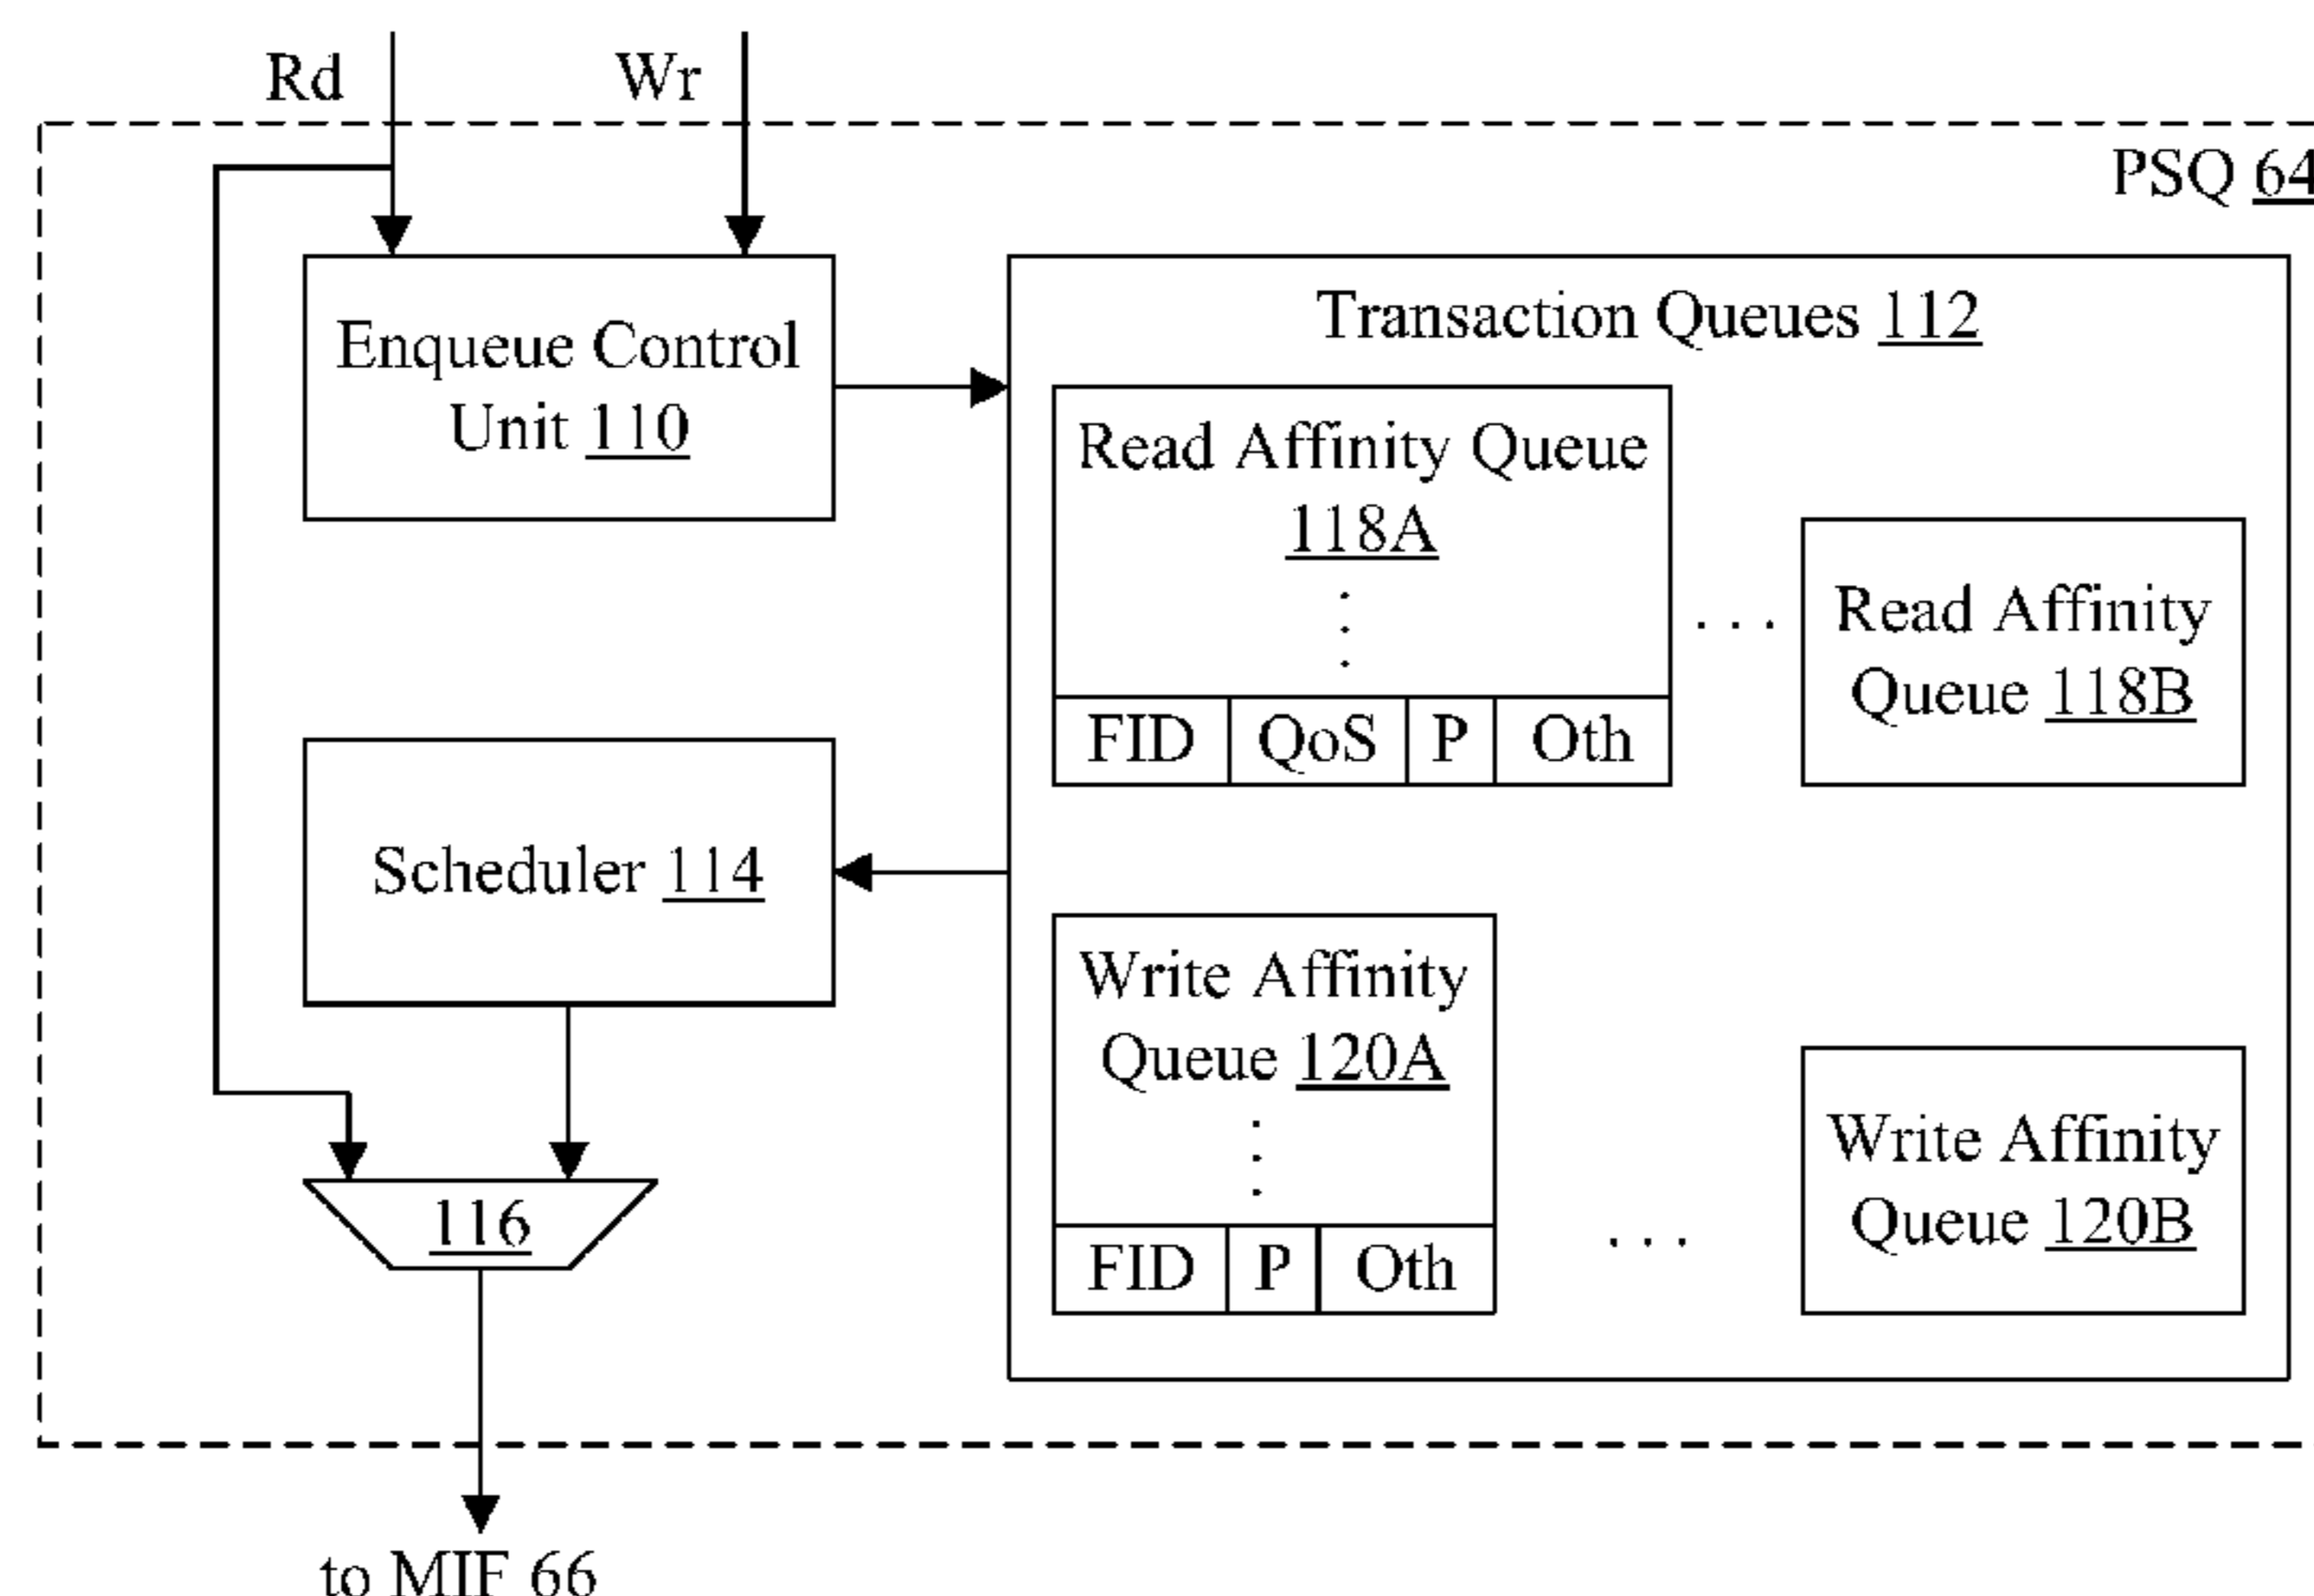 Rd
Wr
PSQ 64
Enqueue Control
Unit 110
Transaction Queues 112
Read Affinity Queue
118A
Read Affinity
Queue 118B
FID QoS P Oth
Scheduler 114
Write Affinity
Queue 120A
Write Affinity
Queue 120B
116
FID P Oth
to MIF 66